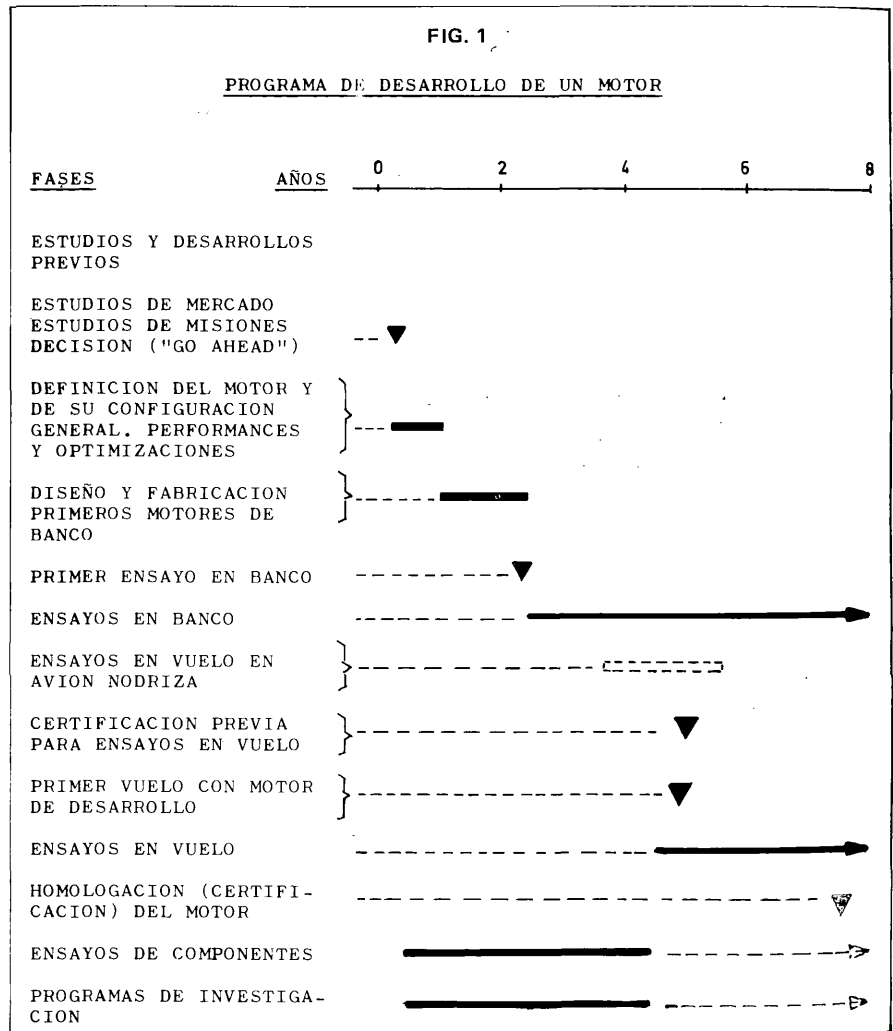 FIG. 1
PROGRAMA DE DESARROLLO DE UN MOTOR
FASES AÑOS 0 2 4 6 8
ESTUDIOS Y DESARROLLOS
PREVIOS
ESTUDIOS DE MERCADO
ESTUDIOS DE MISIONES
DECISION ("GO AHEAD")
DEFINICION DEL MOTOR Y
DE SU CONFIGURACION
GENERAL. PERFORMANCES
Y OPTIMIZACIONES
DISEÑO Y FABRICACION
PRIMEROS MOTORES DE
BANCO
PRIMER ENSAYO EN BANCO
ENSAYOS EN BANCO
ENSAYOS EN VUELO EN
AVION NODRIZA
CERTIFICACION PREVIA
PARA ENSAYOS EN VUELO
PRIMER VUELO CON MOTOR
DE DESARROLLO
ENSAYOS EN VUELO
HOMOLOGACION (CERTIFI-
CACION) DEL MOTOR
ENSAYOS DE COMPONENTES
PROGRAMAS DE INVESTIGA-
CION